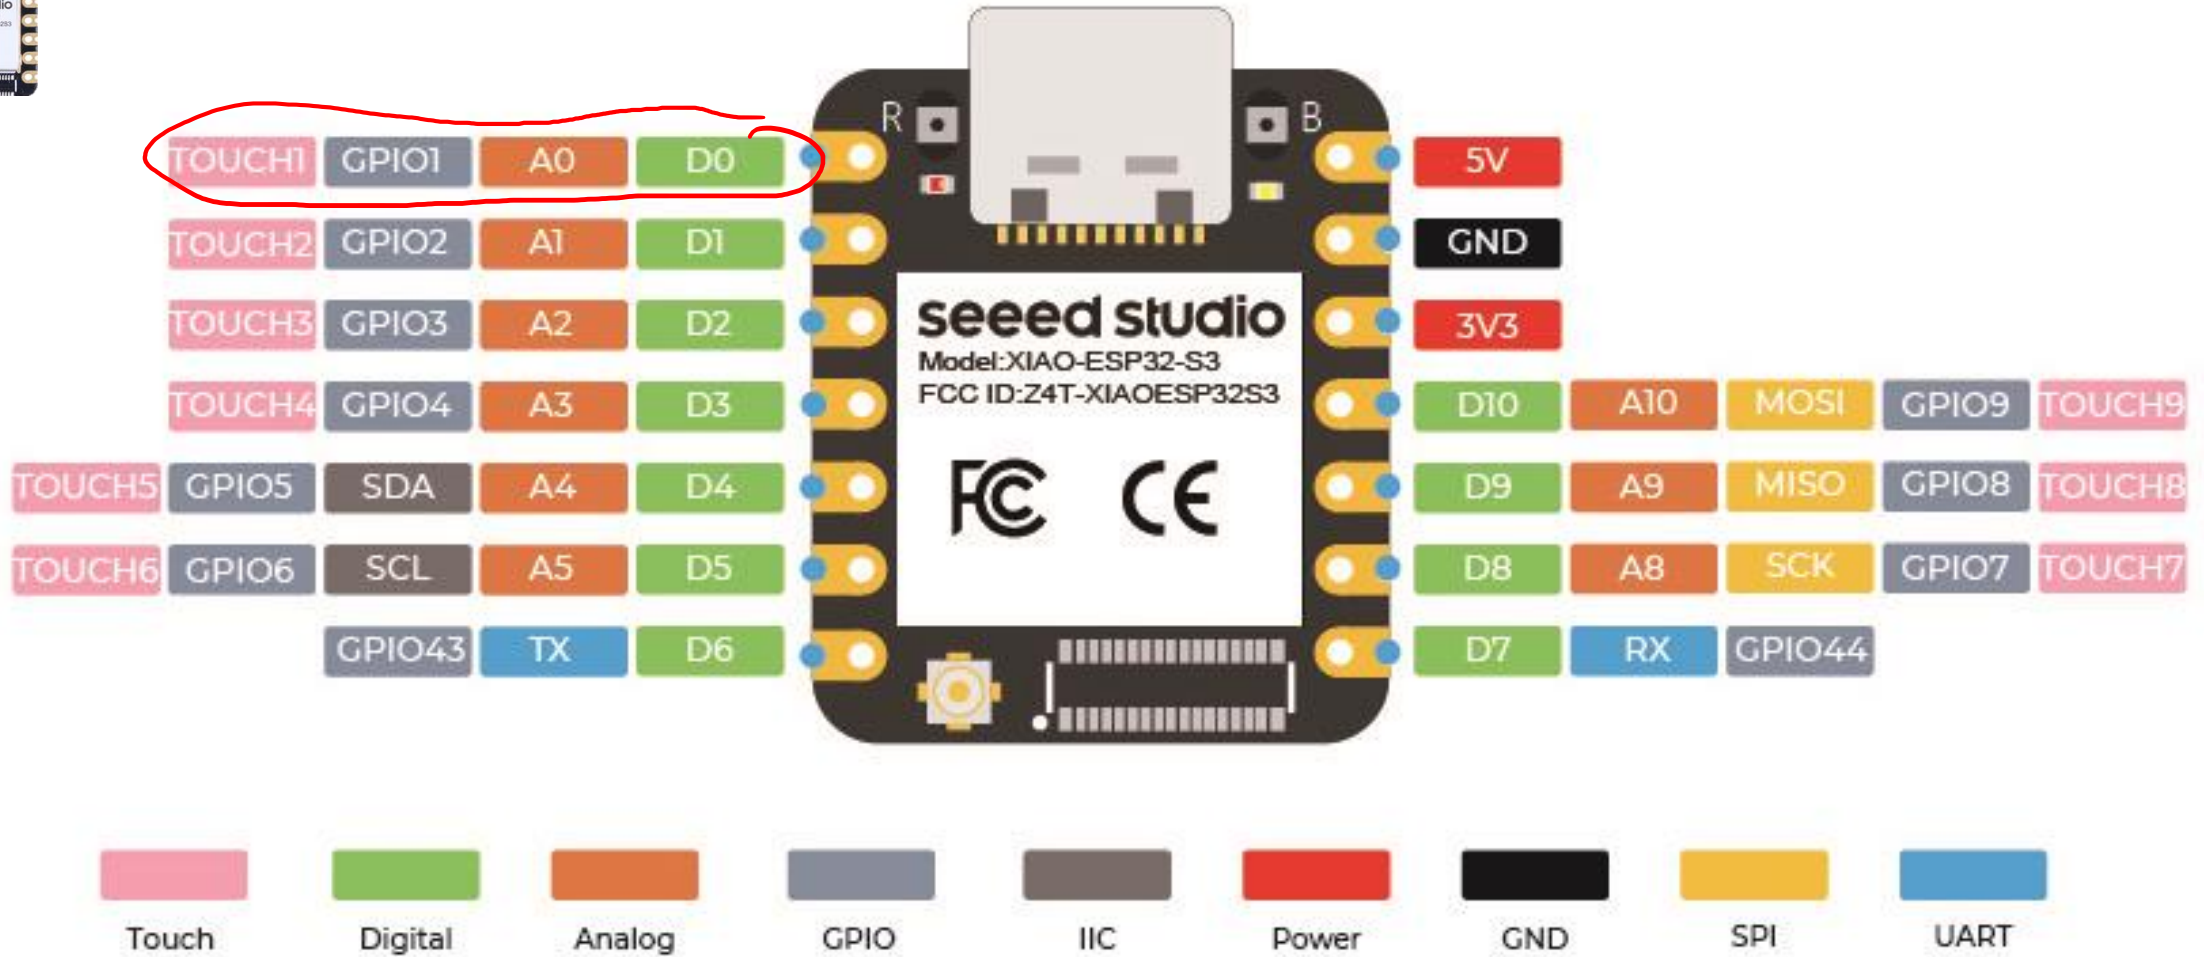 R
B
TOUCH1 GPIO1 A0 D0
5V
TOUCH2 GPIO2 A1 D1
GND
TOUCH3 GPIO3 A2 D2
3V3
TOUCH4 GPIO4 A3 D3
D10 A10 MOSI GPIO9 TOUCH9
TOUCH5 GPIO5 SDA A4 D4
D9 A9 MISO GPIO8 TOUCH8
TOUCH6 GPIO6 SCL A5 D5
D8 A8 SCK GPIO7 TOUCH7
GPIO43 TX D6
D7 RX GPIO44
seeed studio
Model:XIAO-ESP32-S3
FCC ID:Z4T-XIAOESP32S3
FC CE
Touch Digital Analog GPIO IIC Power GND SPI UART